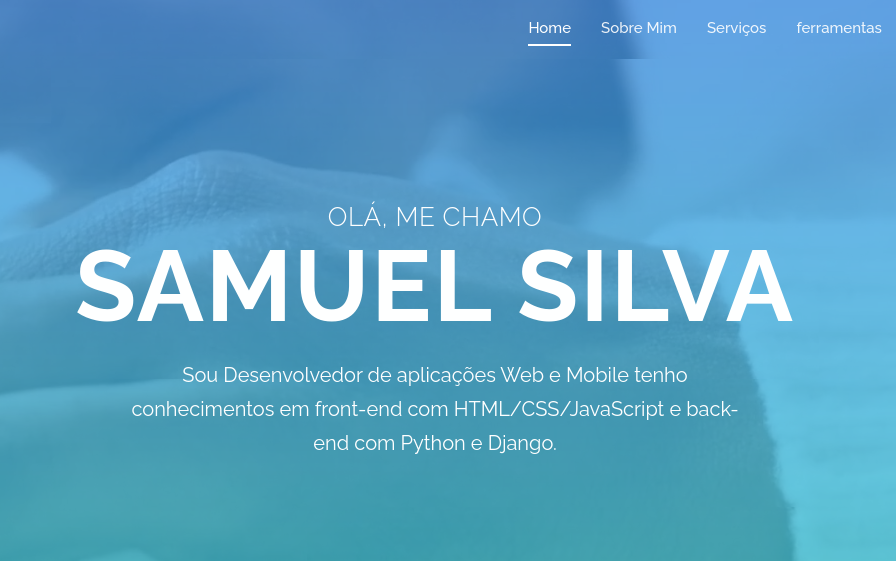 Home Sobre Mim Serviços ferramentas
OLÁ, ME CHAMO
SAMUEL SILVA
Sou Desenvolvedor de aplicações Web e Mobile tenho
conhecimentos em front-end com HTML/CSS/JavaScript e back-
end com Python e Django.